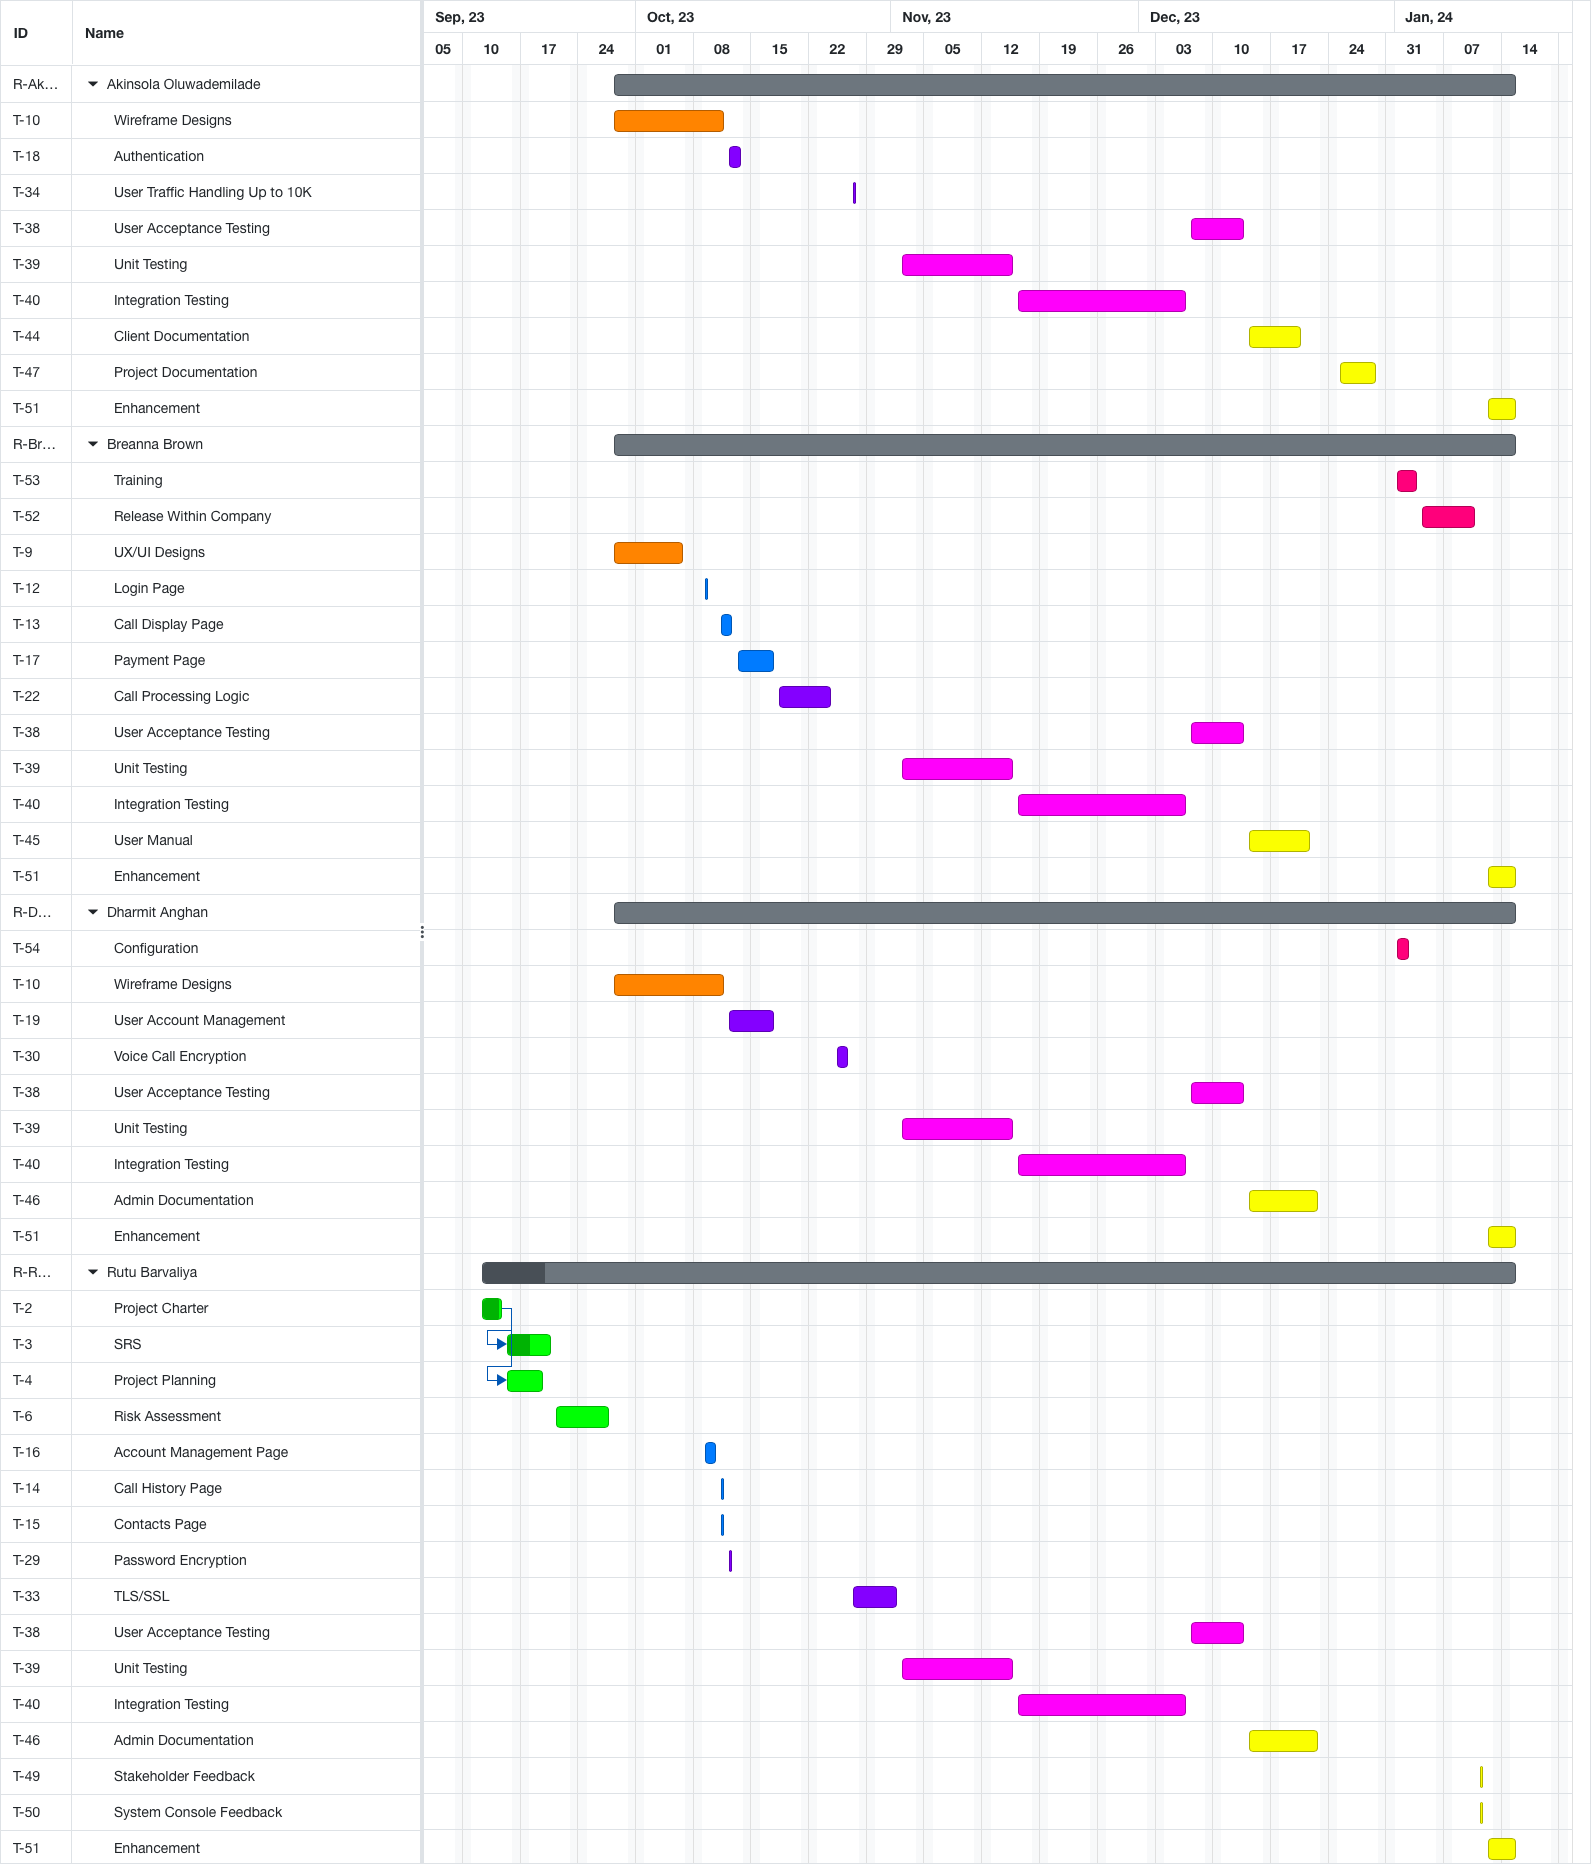 ID Name Sep, 23 Oct, 23 Nov, 23 Dec, 23 Jan, 24
05 10 17 24 01 08 15 22 29 05 12 19 26 03 10 17 24 31 07 14
R-Ak... Akinsola Oluwademilade
T-10 Wireframe Designs
T-18 Authentication
T-34 User Traffic Handling Up to 10K
T-38 User Acceptance Testing
T-39 Unit Testing
T-40 Integration Testing
T-44 Client Documentation
T-47 Project Documentation
T-51 Enhancement
R-Br... Breanna Brown
T-53 Training
T-52 Release Within Company
T-9 UX/UI Designs
T-12 Login Page
T-13 Call Display Page
T-17 Payment Page
T-22 Call Processing Logic
T-38 User Acceptance Testing
T-39 Unit Testing
T-40 Integration Testing
T-45 User Manual
T-51 Enhancement
R-D... Dharmit Anghan
T-54 Configuration
T-10 Wireframe Designs
T-19 User Account Management
T-30 Voice Call Encryption
T-38 User Acceptance Testing
T-39 Unit Testing
T-40 Integration Testing
T-46 Admin Documentation
T-51 Enhancement
R-R... Rutu Barvaliya
T-2 Project Charter
T-3 SRS
T-4 Project Planning
T-6 Risk Assessment
T-16 Account Management Page
T-14 Call History Page
T-15 Contacts Page
T-29 Password Encryption
T-33 TLS/SSL
T-38 User Acceptance Testing
T-39 Unit Testing
T-40 Integration Testing
T-46 Admin Documentation
T-49 Stakeholder Feedback
T-50 System Console Feedback
T-51 Enhancement